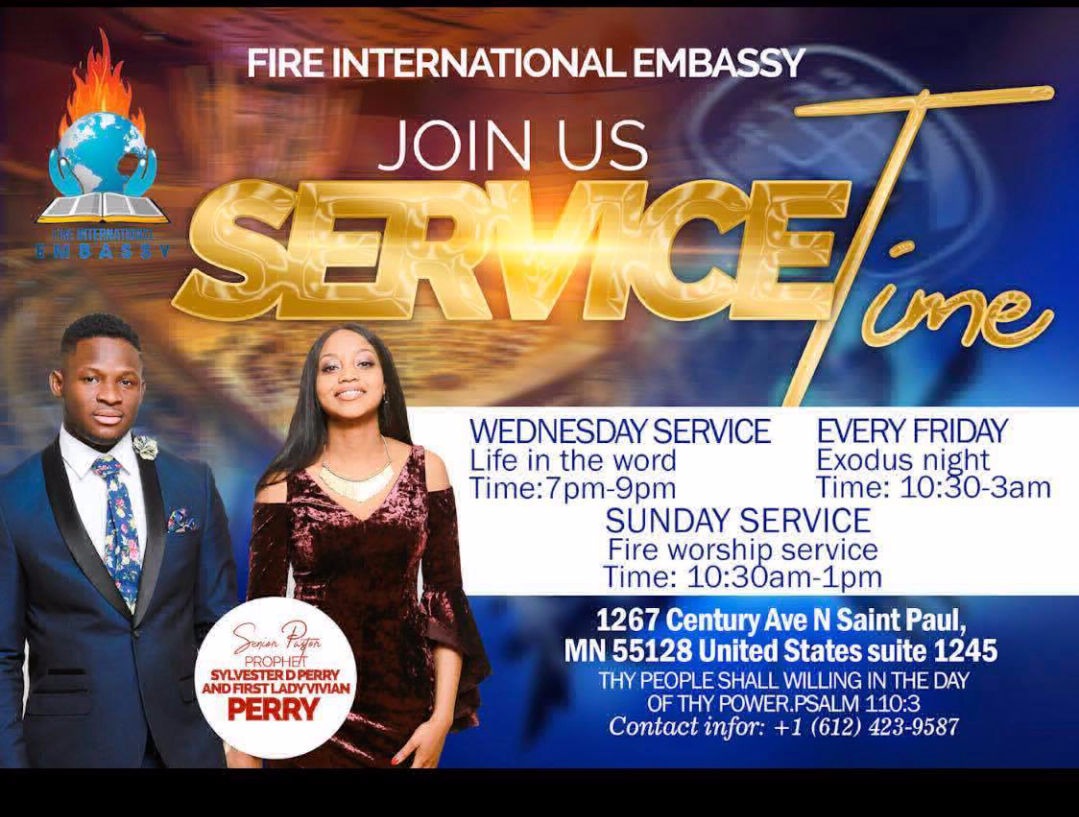 FIRE INTERNATIONAL EMBASSY
JOIN US
SERVICE Time
FIRE INTERNATIONAL
EMBASSY
WEDNESDAY SERVICE
Life in the word
Time:7pm-9pm
EVERY FRIDAY
Exodus night
Time: 10:30-3am
SUNDAY SERVICE
Fire worship service
Time: 10:30am-1pm
Senior Pastor
PROPHET
SYLVESTER D PERRY
AND FIRST LADY VIVIAN
PERRY
1267 Century Ave N Saint Paul,
MN 55128 United States suite 1245
THY PEOPLE SHALL WILLING IN THE DAY
OF THY POWER.PSALM 110:3
Contact infor: +1 (612) 423-9587